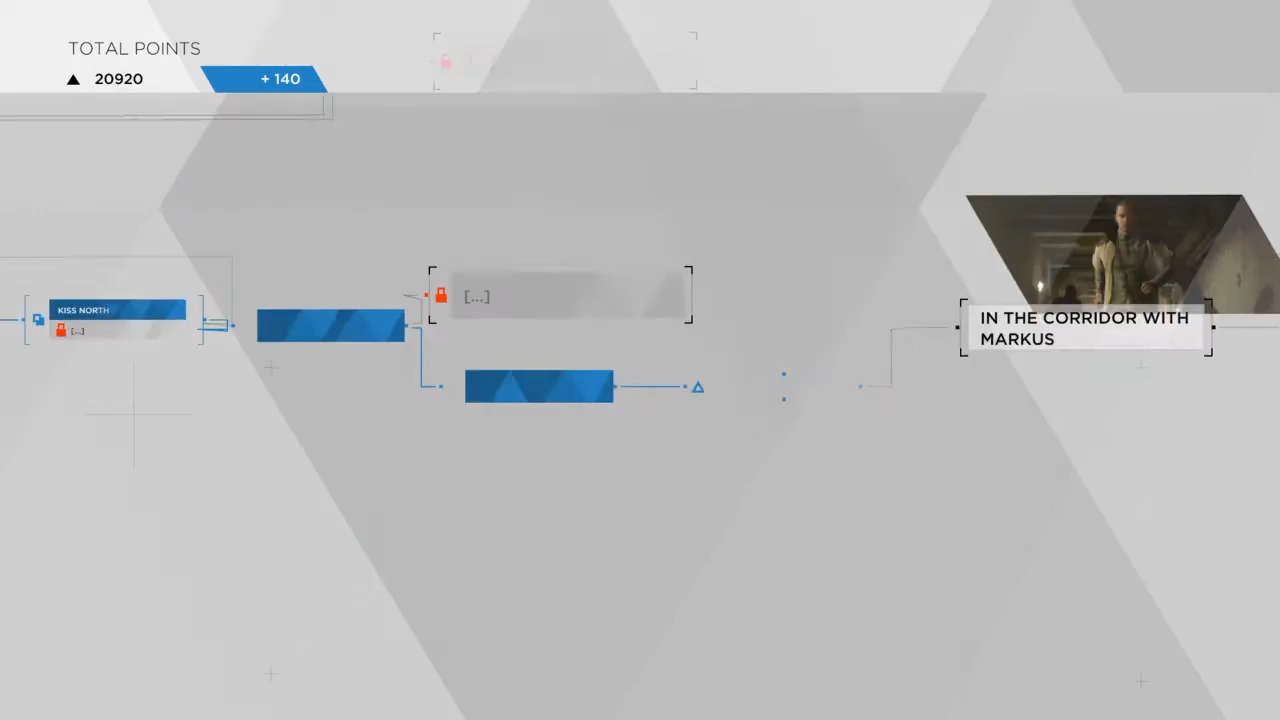 TOTAL POINTS
20920
+ 140
KISS NORTH
[...]
[...]
IN THE CORRIDOR WITH
MARKUS